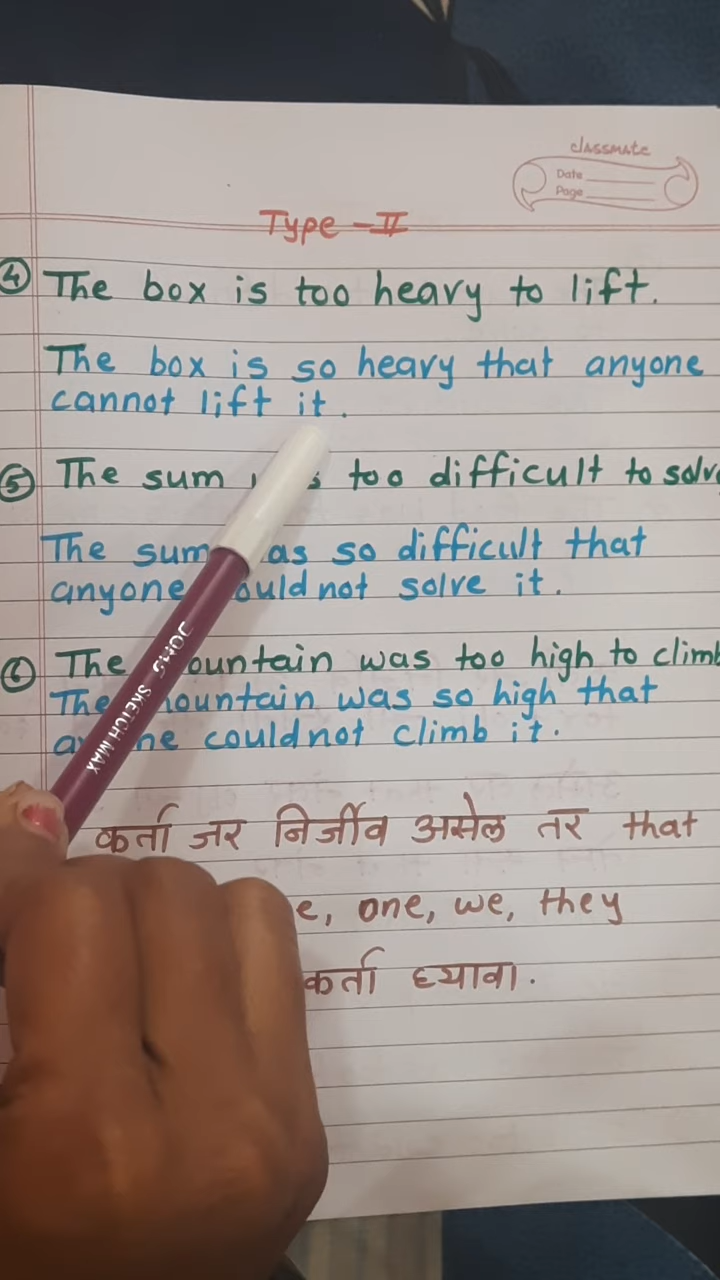 classmate
Date
Page
Type - II
④ The box is too heavy to lift.
The box is so heavy that anyone
cannot lift it.
⑤ The sum too difficult to
The sum so difficult that
anyone not solve it.
⑥ The was too high to
The was so high that
could not climb it.
कर्ता जर निर्जीव असेल तर that
one, we, they
कर्ता घ्यावा.
JOMS SKETCH MAX